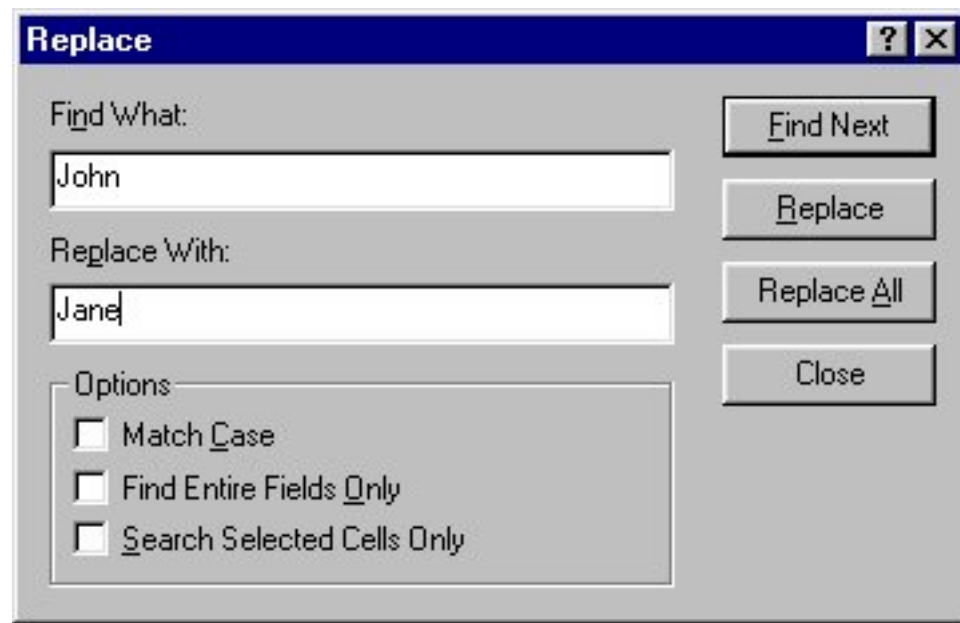 Replace
Find What:
John
Replace With:
Jane
Options
Match Case
Find Entire Fields Only
Search Selected Cells Only
Find Next
Replace
Replace All
Close